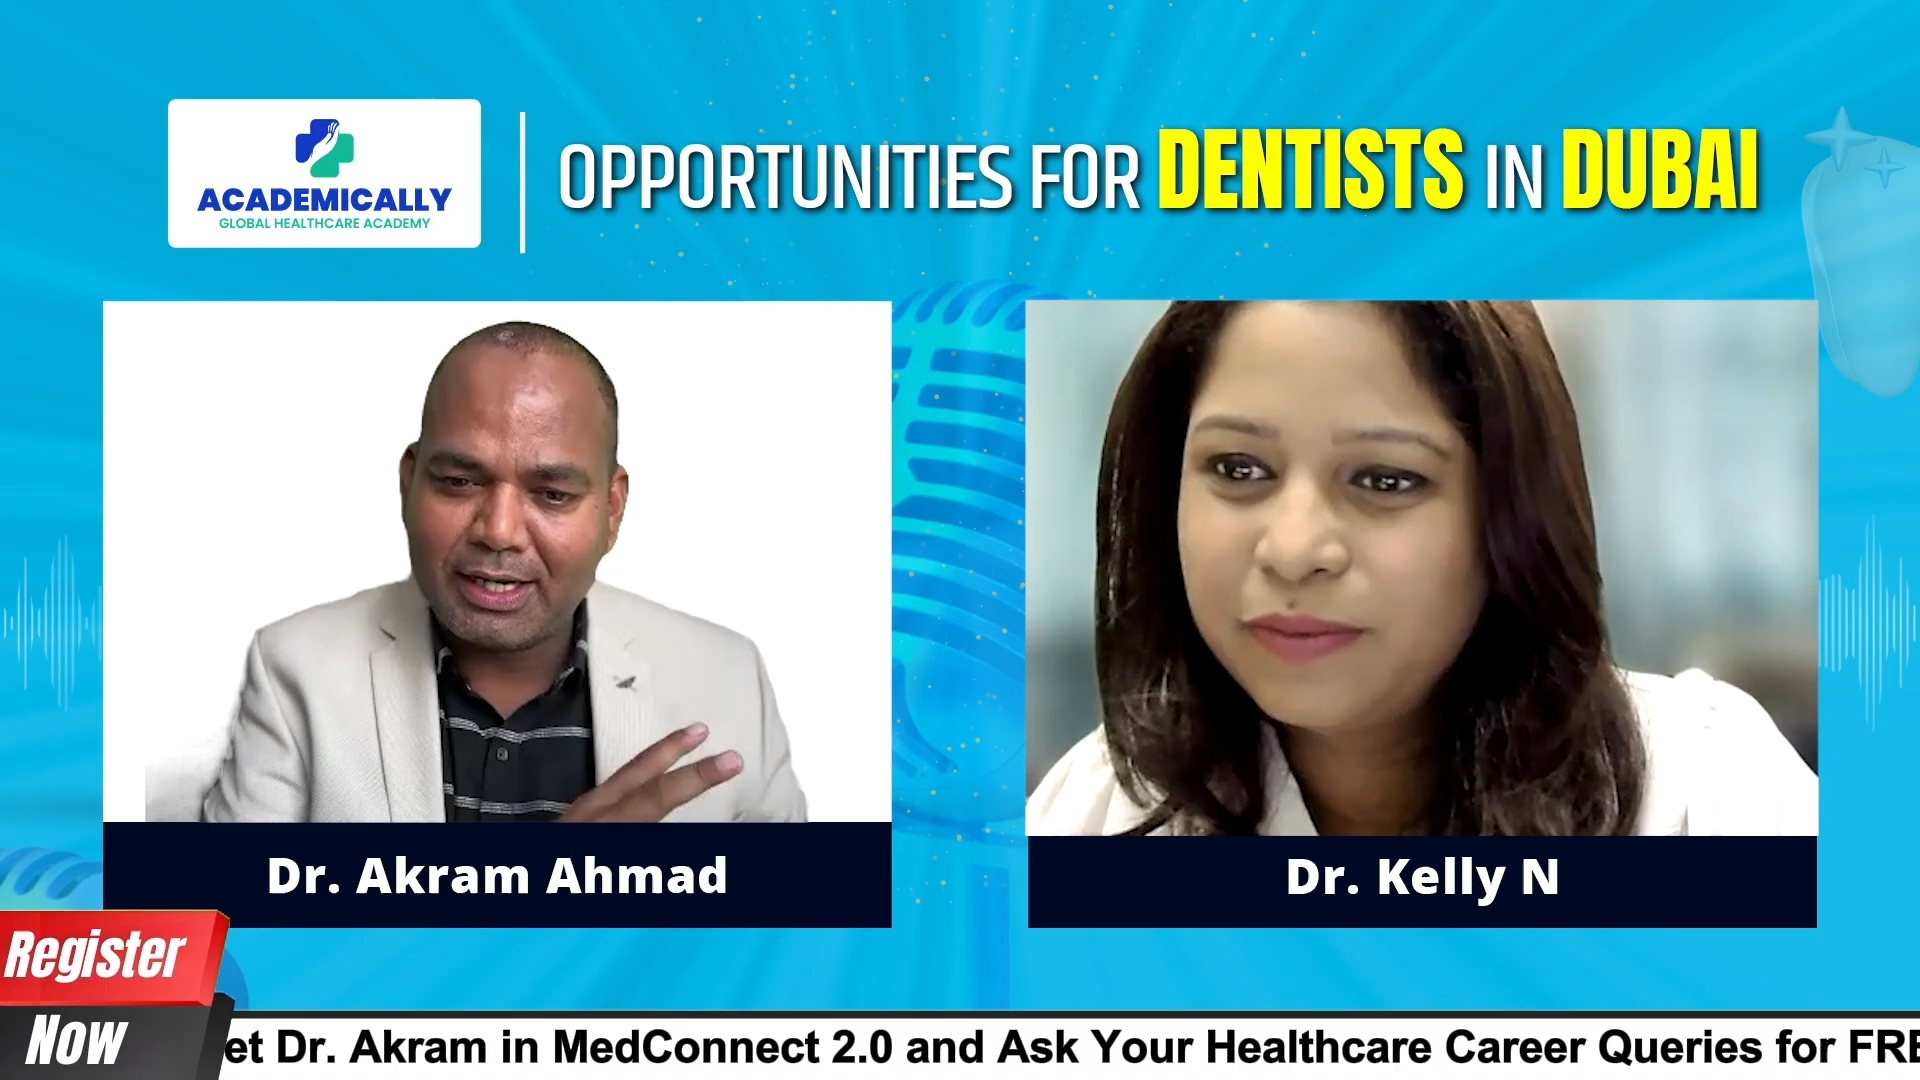 ACADEMICALLY
GLOBAL HEALTHCARE ACADEMY
OPPORTUNITIES FOR DENTISTS IN DUBAI
Dr. Akram Ahmad
Dr. Kelly N
Register
Now
et Dr. Akram in MedConnect 2.0 and Ask Your Healthcare Career Queries for FRE